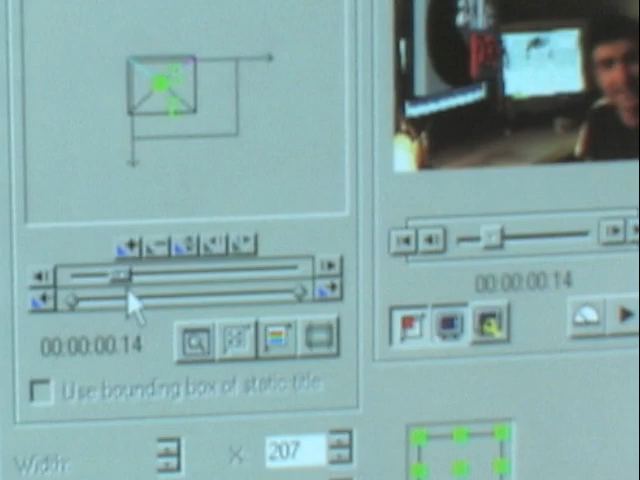 00:00:00.14
00:00:00.14
Use bounding box of static title
Width:
X:
207